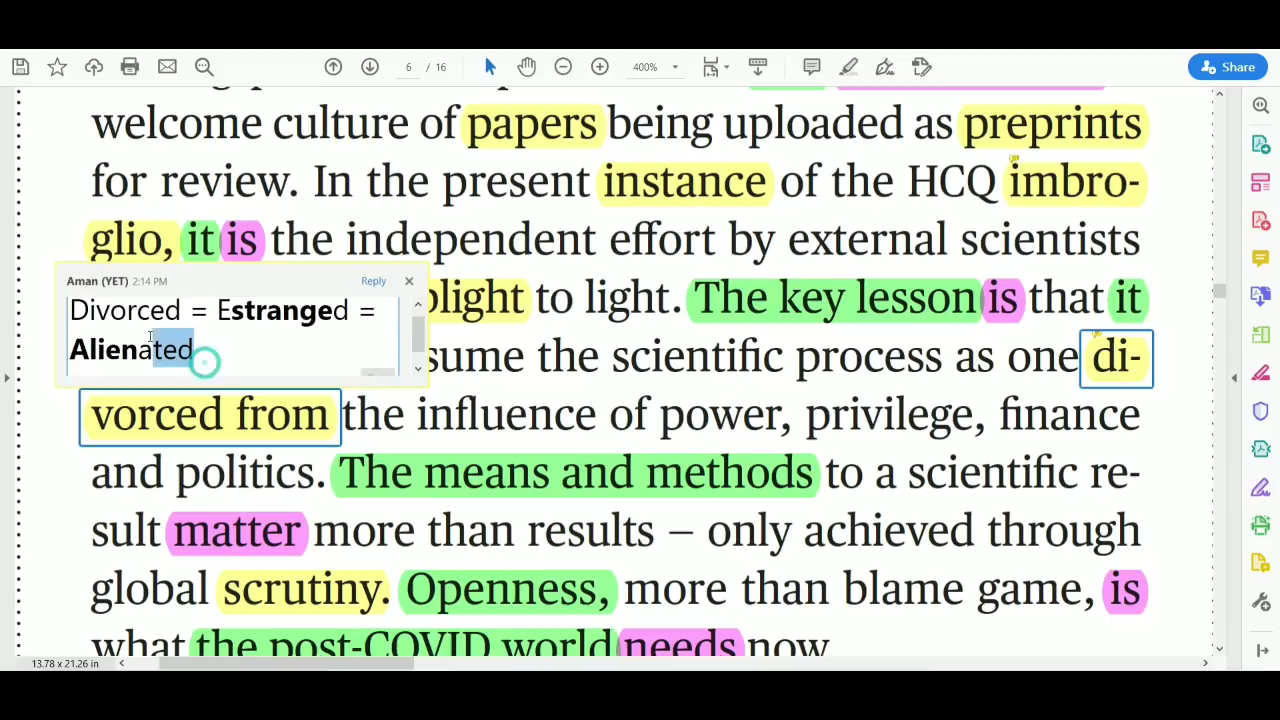 6 / 16
400%
Share
welcome culture of papers being uploaded as preprints
for review. In the present instance of the HCQ imbro-
glio, it is the independent effort by external scientists
Aman (YET) 2:14 PM Reply
Divorced = Estranged =
Alienated
plight to light. The key lesson is that it
sume the scientific process as one di-
vorced from the influence of power, privilege, finance
and politics. The means and methods to a scientific re-
sult matter more than results – only achieved through
global scrutiny. Openness, more than blame game, is
what the post-COVID world needs now
13.78 x 21.26 in